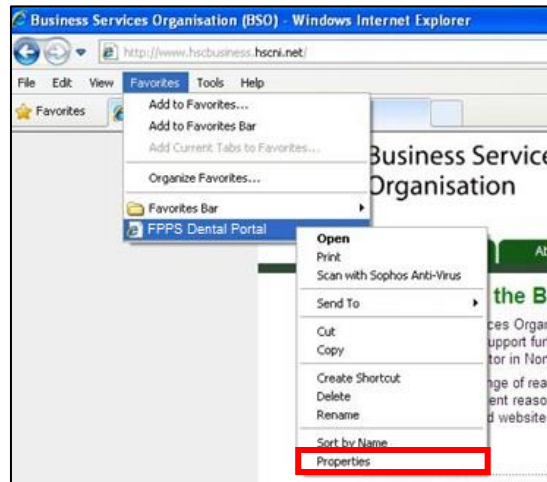 Business Services Organisation (BSO) - Windows Internet Explorer
http://www.hscbusiness.hscni.net/
File Edit View Favorites Tools Help
Favorites
Add to Favorites...
Add to Favorites Bar
Add Current Tabs to Favorites...
Organize Favorites...
Favorites Bar
FPPS Dental Portal
Business Service
Organisation
Open
Print
Scan with Sophos Anti-Virus
Send To
Cut
Copy
Create Shortcut
Delete
Rename
Sort by Name
Properties
Ab
the B
ces Organ
upport fun
tor in Nor
nge of rea
ent reaso
d website